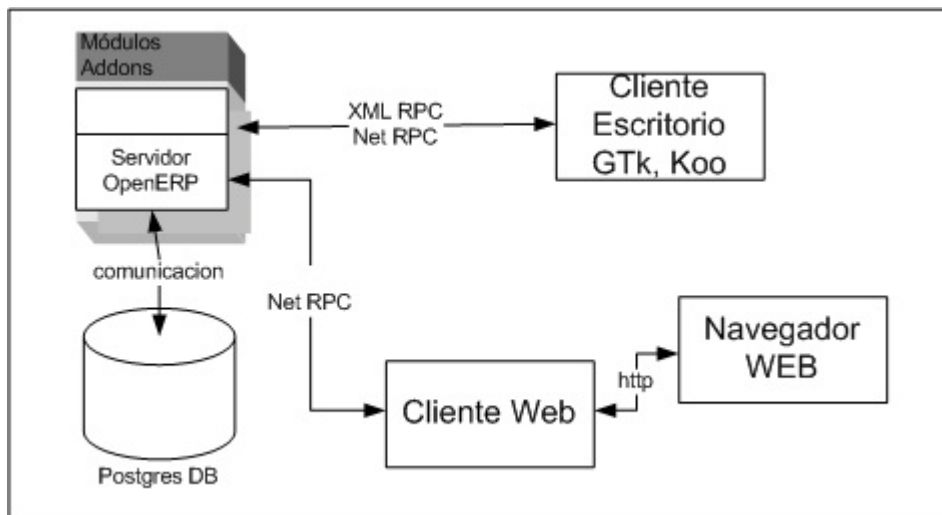 Módulos
Addons
Servidor
OpenERP
XML RPC
Net RPC
Cliente
Escritorio
GTk, Koo
comunicacion
Net RPC
Postgres DB
Cliente Web
http
Navegador
WEB